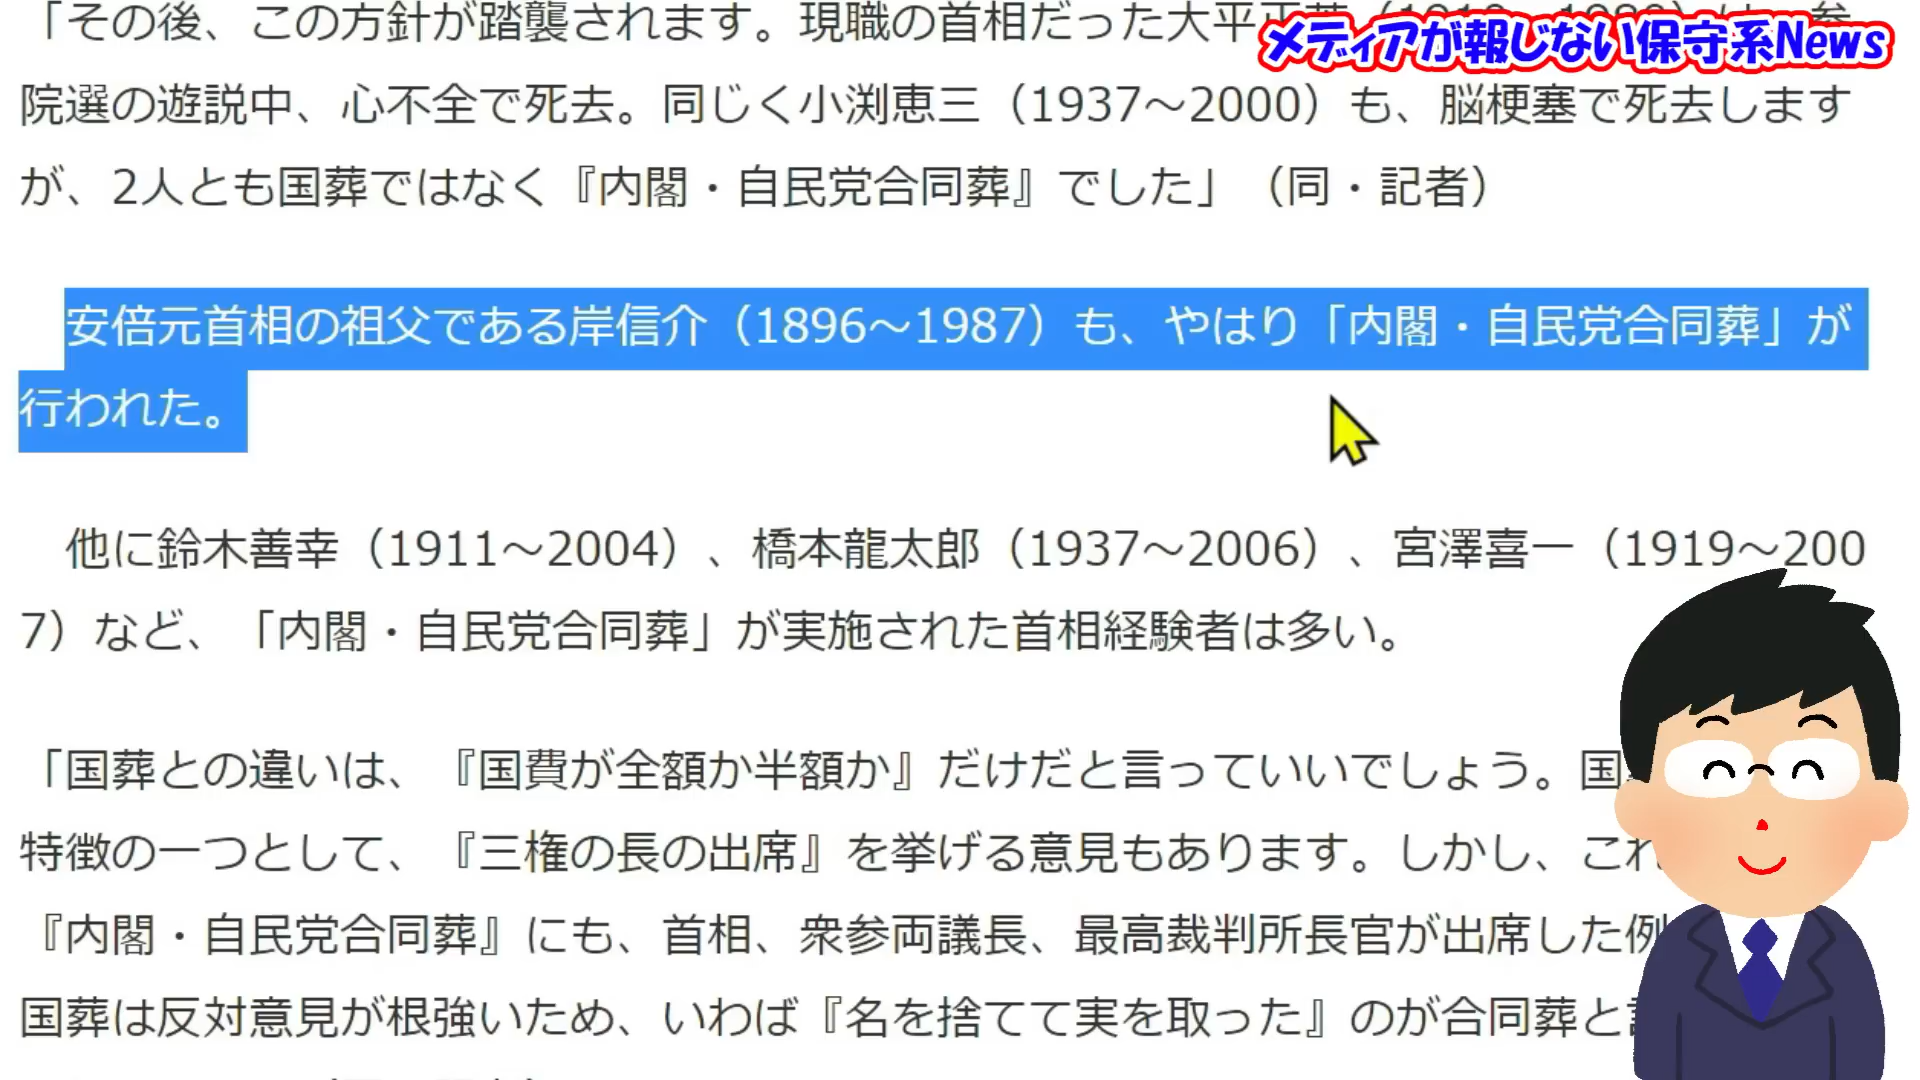 「その後、この方針が踏襲されます。現職の首相だった大平正
メディアが報じない保守系News
院選の遊説中、心不全で死去。同じく小渕恵三（1937～2000）も、脳梗塞で死去します
が、2人とも国葬ではなく『内閣・自民党合同葬』でした」（同・記者）
安倍元首相の祖父である岸信介（1896～1987）も、やはり「内閣・自民党合同葬」が
行われた。
他に鈴木善幸（1911～2004）、橋本龍太郎（1937～2006）、宮澤喜一（1919～200
7）など、「内閣・自民党合同葬」が実施された首相経験者は多い。
「国葬との違いは、『国費が全額か半額か』だけだと言っていいでしょう。国
特徴の一つとして、『三権の長の出席』を挙げる意見もあります。しかし、これ
『内閣・自民党合同葬』にも、首相、衆参両議長、最高裁判所長官が出席した例
国葬は反対意見が根強いため、いわば『名を捨てて実を取った』のが合同葬と